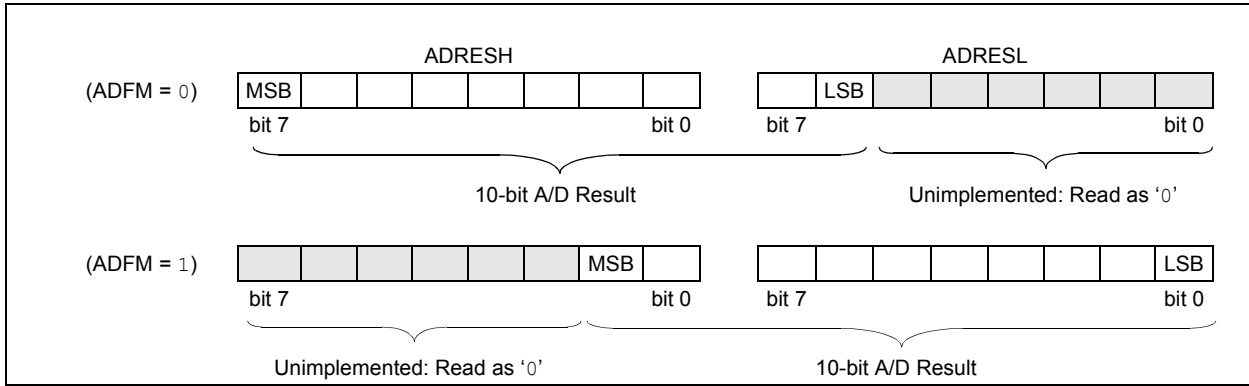 ADRESH ADRESL
(ADFM = 0) MSB LSB
bit 7 bit 0 bit 7 bit 0
10-bit A/D Result Unimplemented: Read as ‘0’
(ADFM = 1) MSB LSB
bit 7 bit 0 bit 7 bit 0
Unimplemented: Read as ‘0’ 10-bit A/D Result